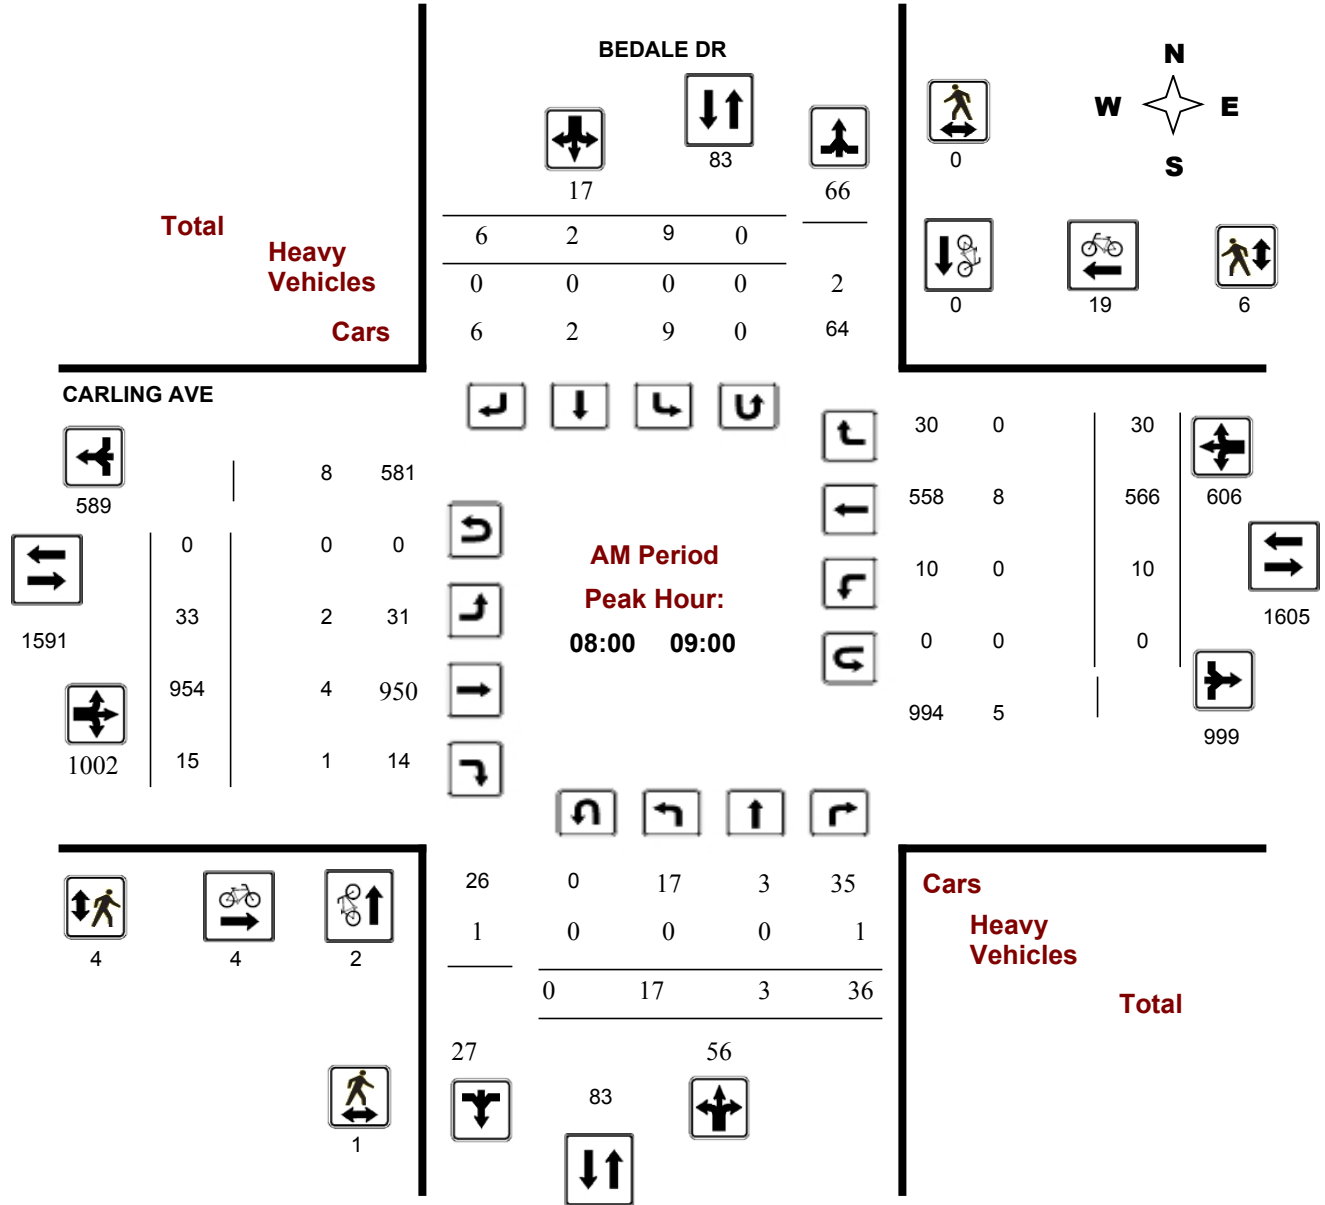 BEDALE DR
N
W E
S
83
0
17
66
Total
6 2 9 0
Heavy
Vehicles
0 0 0 0 2
Cars
6 2 9 0 64
0 19 6
CARLING AVE
30 0 30
8 581
589
558 8 566 606
0 0 0
AM Period
10 0 10
Peak Hour:
33 2 31
1605
1591
08:00 09:00
0 0 0
954 4 950
994 5
999
1002 15 1 14
26 0 17 3 35
Cars
1 0 0 0 1
Heavy
Vehicles
4 4 2
0 17 3 36
Total
27 56
83
1